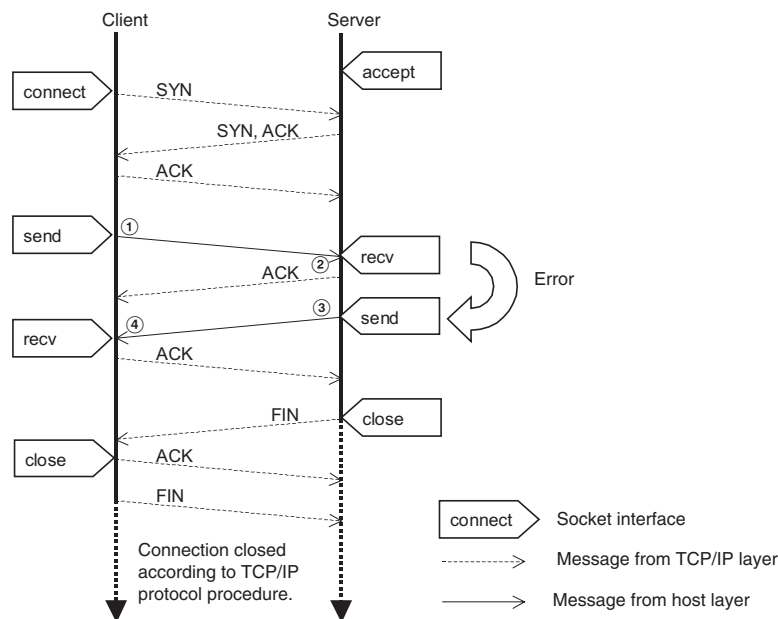 Client
Server
accept
connect
SYN
SYN, ACK
ACK
①
send
②
recv
ACK
Error
③
send
④
recv
ACK
close
FIN
close
ACK
FIN
Connection closed
according to TCP/IP
protocol procedure.
connect
Socket interface
Message from TCP/IP layer
Message from host layer